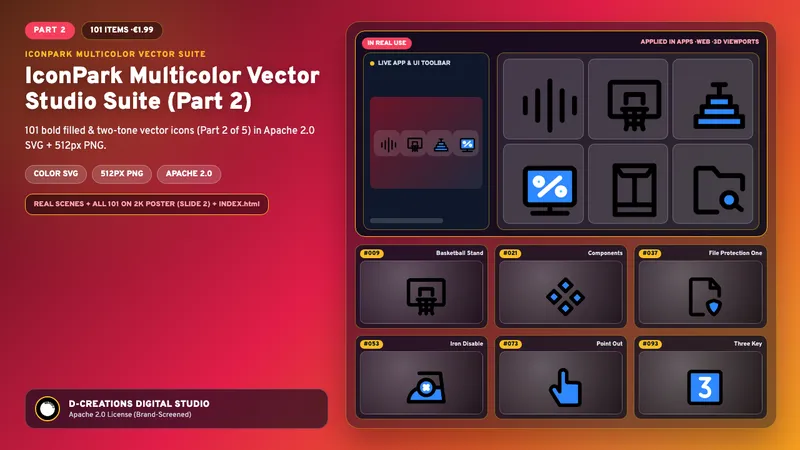 PART 2
101 ITEMS · €1.99
ICONPARK MULTICOLOR VECTOR SUITE
IconPark Multicolor Vector
Studio Suite (Part 2)
101 bold filled & two-tone vector icons (Part 2 of 5) in Apache 2.0
SVG + 512px PNG.
COLOR SVG
512PX PNG
APACHE 2.0
REAL SCENES + ALL 101 ON 2K POSTER (SLIDE 2) + INDEX.html
D-CREATIONS DIGITAL STUDIO
Apache 2.0 License (Brand-Screened)
IN REAL USE
APPLIED IN APPS · WEB · 3D VIEWPORTS
LIVE APP & UI TOOLBAR
%
%
#009
Basketball Stand
#021
Components
#037
File Protection One
#053
Iron Disable
#073
Point Out
#093
Three Key
3